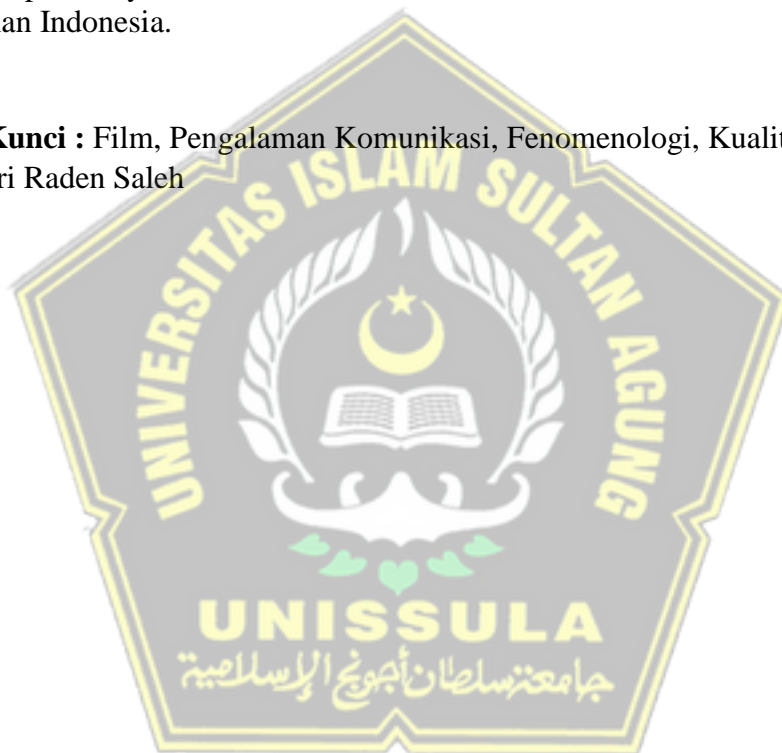 an Indonesia.
Kunci : Film, Pengalaman Komunikasi, Fenomenologi, Kualit
ri Raden Saleh
UNIVERSITAS ISLAM SULTAN AGUNG
UNISSULA
جامعة سلطان أجونج الإسلامية